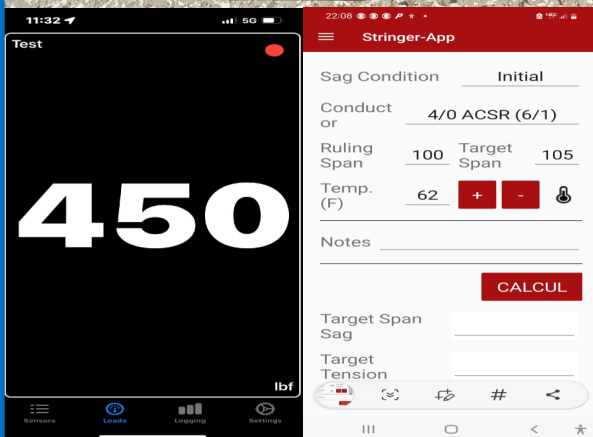 11:32
5G
Test
450
lbf
Sensors
Loads
Logging
Settings
22:08
Stringer-App
Sag Condition Initial
Conduct
or 4/0 ACSR (6/1)
Ruling
Span 100 Target
Span 105
Temp.
(F) 62 + -
Notes
CALCUL
Target Span
Sag
Target
Tension
#